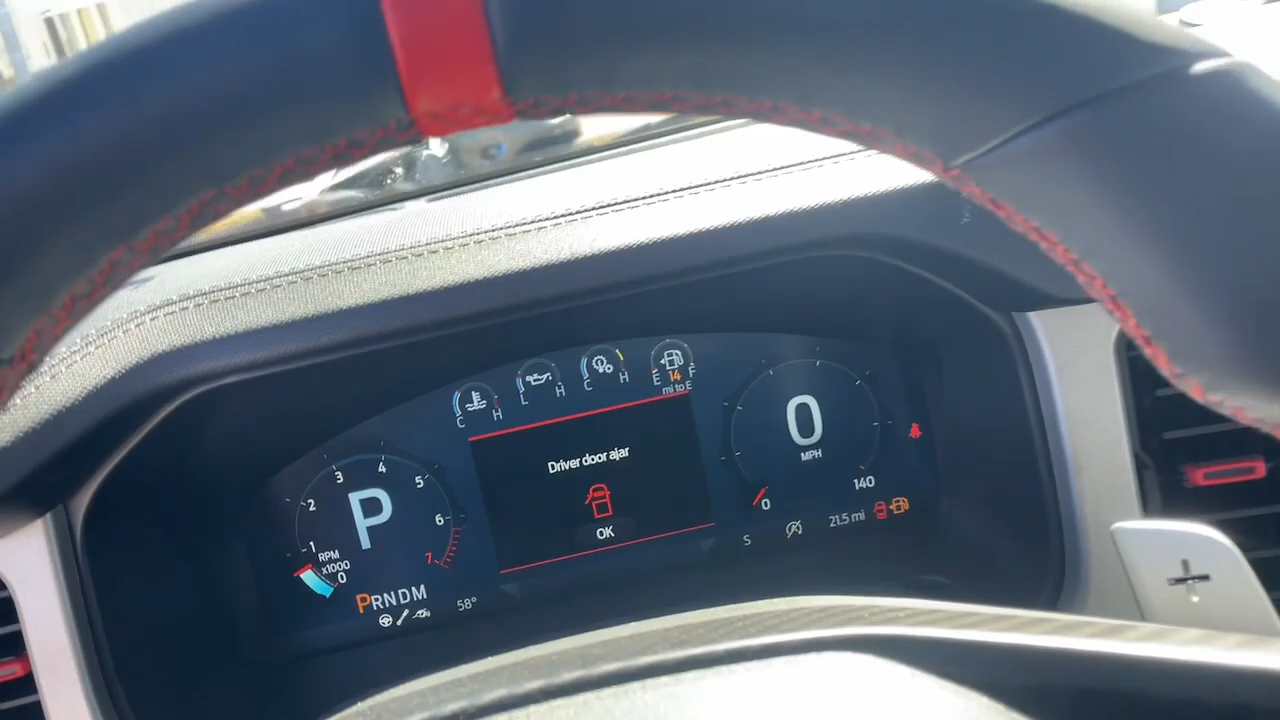 C H
L H
C H
E 14 F
mi to E
Driver door ajar
OK
P
0 1 2 3 4 5 6 7
RPM
x1000
PRNDM
58°
0
MPH
0 140
S
21.5 mi
+